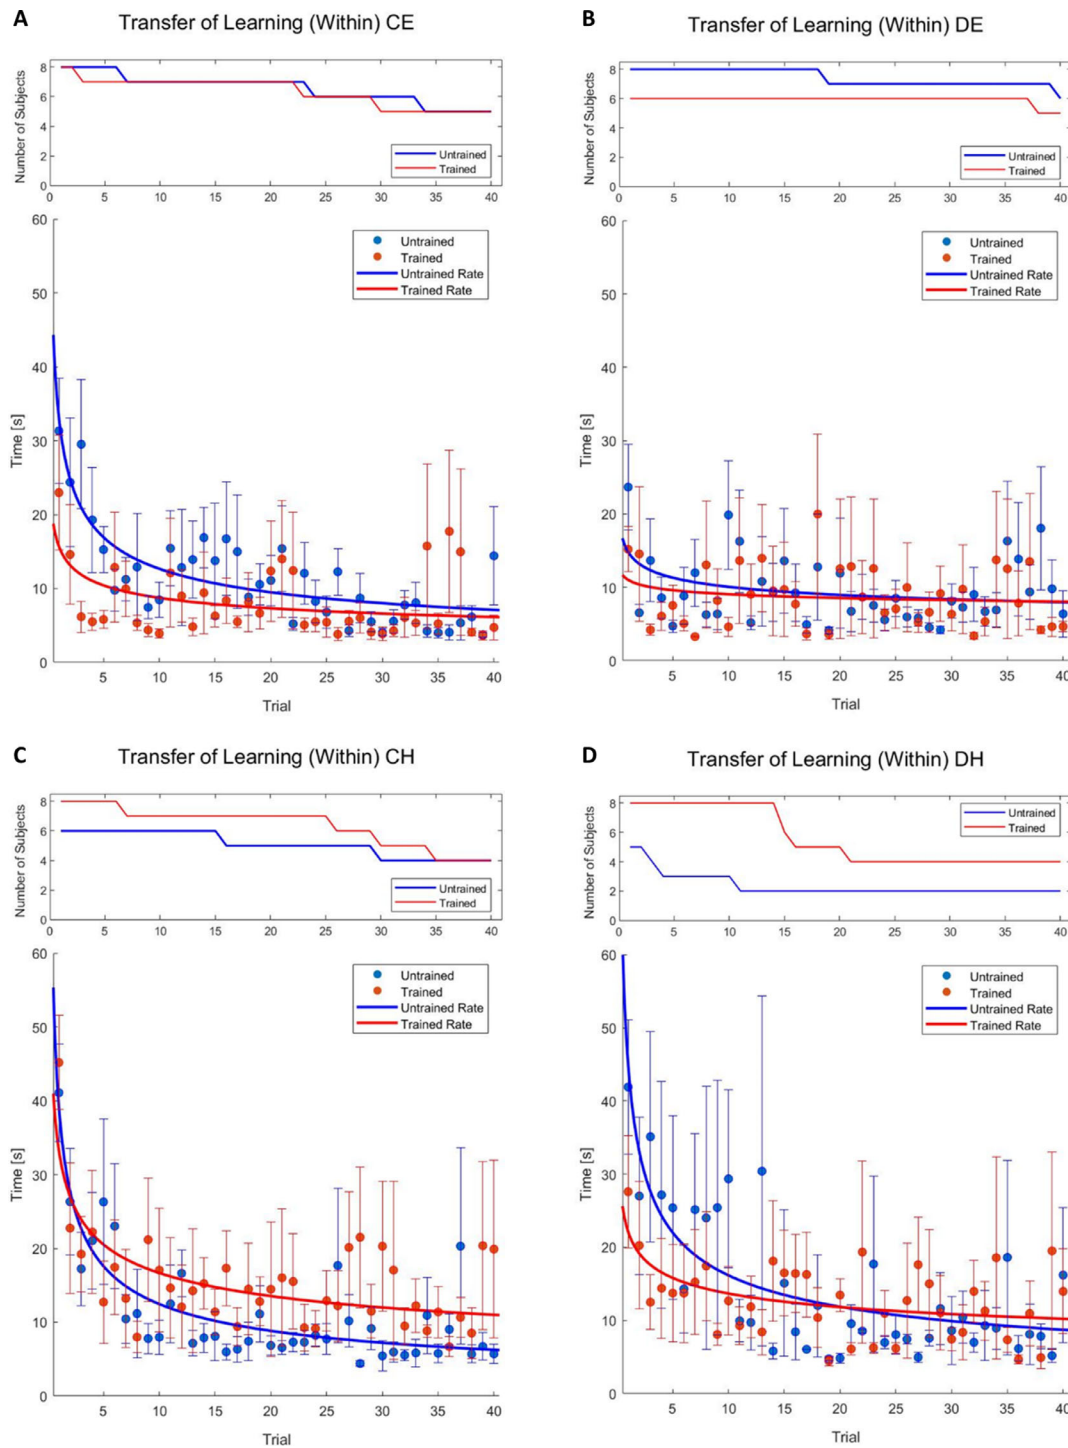 A
Transfer of Learning (Within) CE
Number of Subjects
8
6
4
2
0
Untrained
Trained
0 5 10 15 20 25 30 35 40
60
50
40
30
20
10
0
Time [s]
Untrained
Trained
Untrained Rate
Trained Rate
5 10 15 20 25 30 35 40
Trial
B
Transfer of Learning (Within) DE
Number of Subjects
8
6
4
2
0
Untrained
Trained
0 5 10 15 20 25 30 35 40
60
50
40
30
20
10
0
Time [s]
Untrained
Trained
Untrained Rate
Trained Rate
5 10 15 20 25 30 35 40
Trial
C
Transfer of Learning (Within) CH
Number of Subjects
8
6
4
2
0
Untrained
Trained
0 5 10 15 20 25 30 35 40
60
50
40
30
20
10
0
Time [s]
Untrained
Trained
Untrained Rate
Trained Rate
5 10 15 20 25 30 35 40
Trial
D
Transfer of Learning (Within) DH
Number of Subjects
8
6
4
2
0
Untrained
Trained
0 5 10 15 20 25 30 35 40
60
50
40
30
20
10
0
Time [s]
Untrained
Trained
Untrained Rate
Trained Rate
5 10 15 20 25 30 35 40
Trial